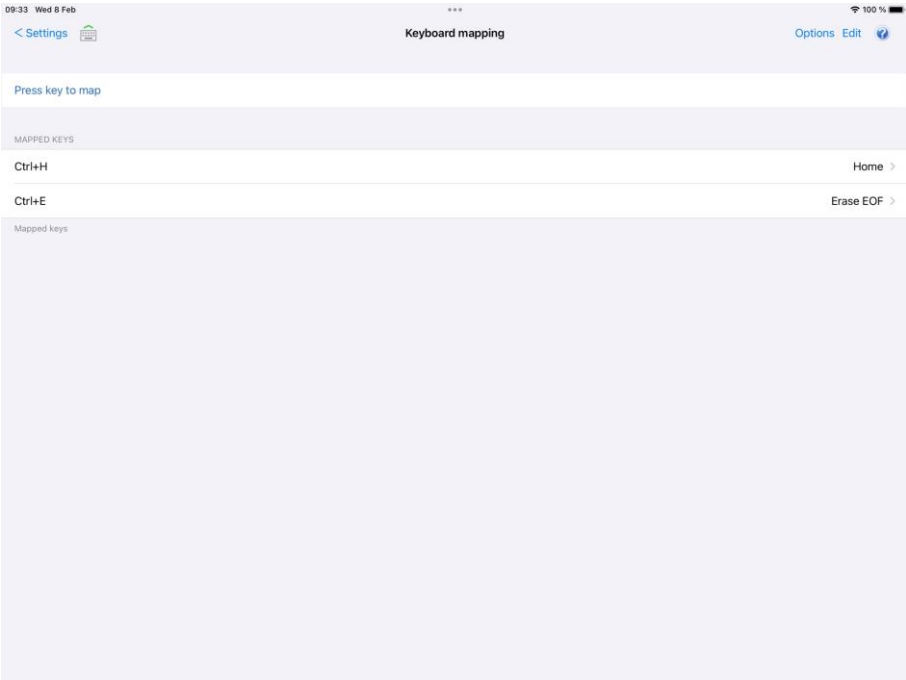 09:33 Wed 8 Feb 100 %
< Settings Keyboard mapping Options Edit ?
Press key to map
MAPPED KEYS
Ctrl+H Home >
Ctrl+E Erase EOF >
Mapped keys